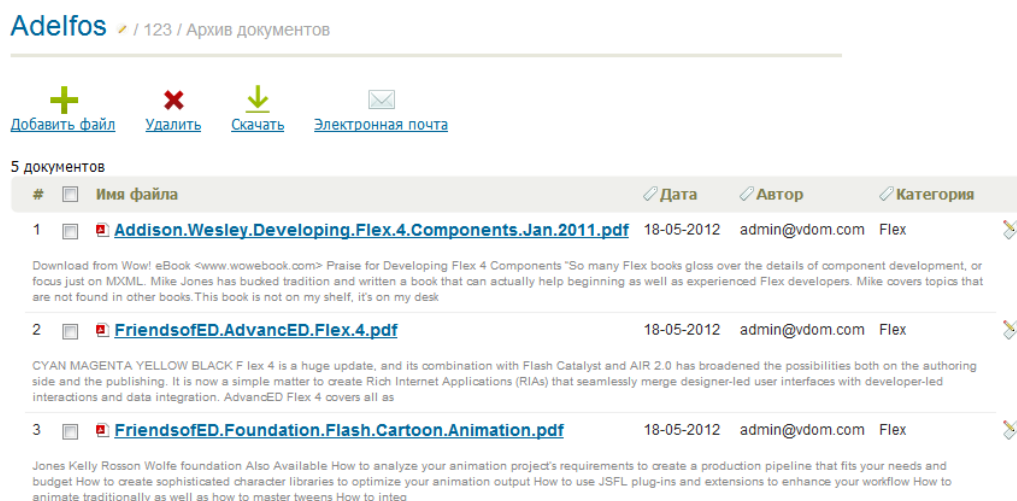 Adelfos / 123 / Архив документов
Добавить файл Удалить Скачать Электронная почта
5 документов
# Имя файла Дата Автор Категория
1 Addison.Wesley.Developing.Flex.4.Components.Jan.2011.pdf 18-05-2012 admin@vdom.com Flex
Download from Wow! eBook <www.wowebook.com> Praise for Developing Flex 4 Components "So many Flex books gloss over the details of component development, or
focus just on MXML. Mike Jones has bucked tradition and written a book that can actually help beginning as well as experienced Flex developers. Mike covers topics that
are not found in other books.This book is not on my shelf, it's on my desk
2 FriendsofED.AdvancED.Flex.4.pdf 18-05-2012 admin@vdom.com Flex
CYAN MAGENTA YELLOW BLACK F lex 4 is a huge update, and its combination with Flash Catalyst and AIR 2.0 has broadened the possibilities both on the authoring
side and the publishing. It is now a simple matter to create Rich Internet Applications (RIAs) that seamlessly merge designer-led user interfaces with developer-led
interactions and data integration. AdvancED Flex 4 covers all as
3 FriendsofED.Foundation.Flash.Cartoon.Animation.pdf 18-05-2012 admin@vdom.com Flex
Jones Kelly Rosson Wolfe foundation Also Available How to analyze your animation project's requirements to create a production pipeline that fits your needs and
budget How to create sophisticated character libraries to optimize your animation output How to use JSFL plug-ins and extensions to enhance your workflow How to
animate traditionally as well as how to master tweens How to integ